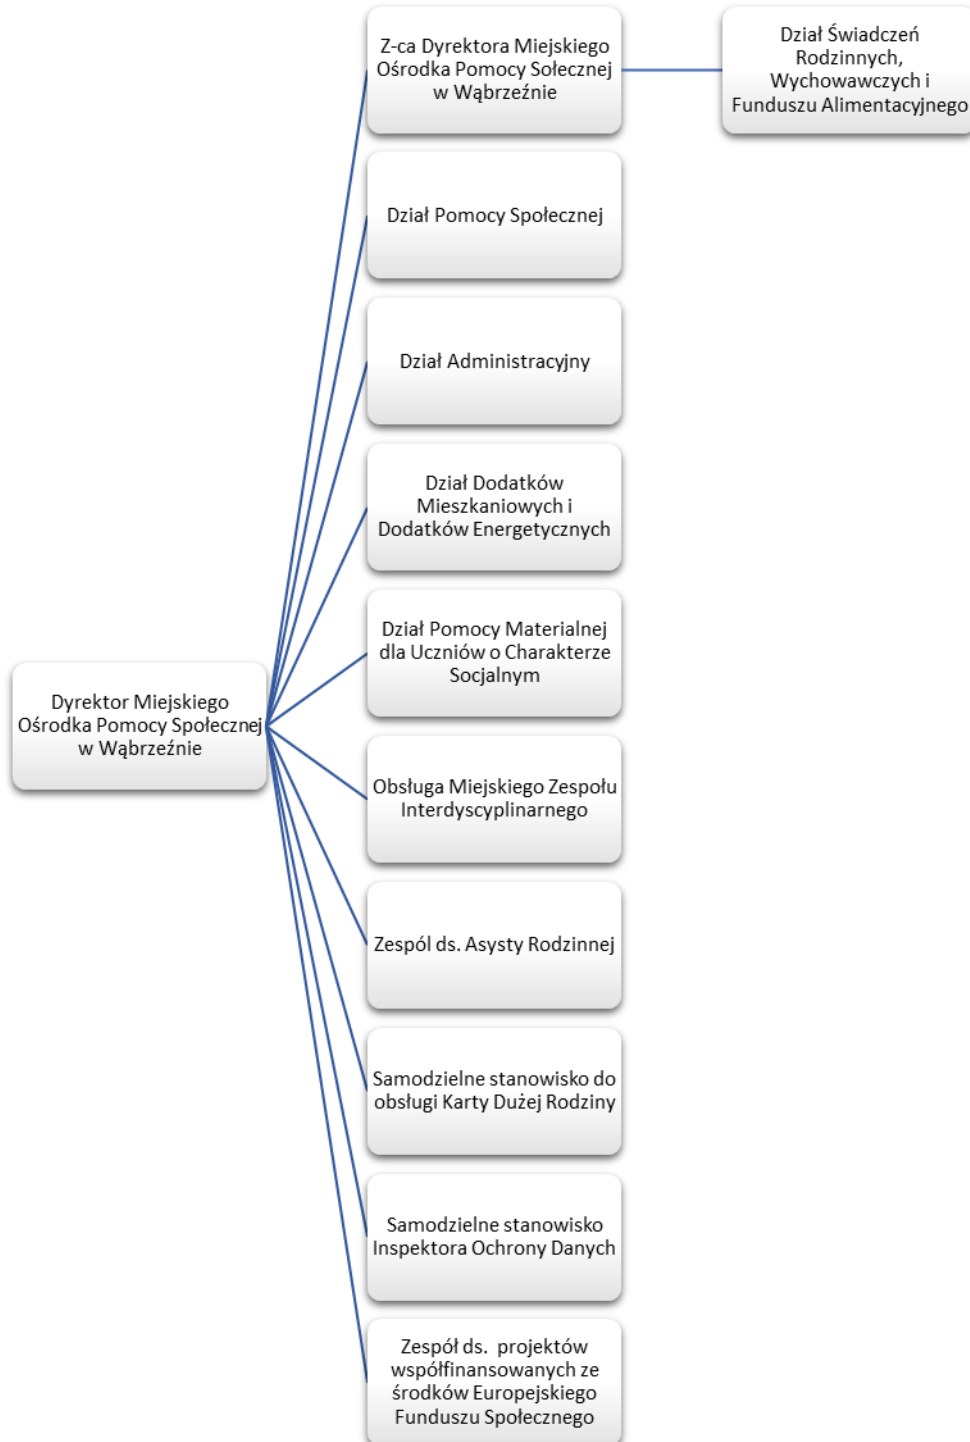 Z-ca Dyrektora Miejskiego
Ośrodka Pomocy Sołecznej
w Wąbrzeźnie
Dział Świadczeń
Rodzinnych,
Wychowawczych i
Funduszu Alimentacyjnego
Dział Pomocy Społecznej
Dział Administracyjny
Dział Dodatków
Mieszkaniowych i
Dodatków Energetycznych
Dział Pomocy Materialnej
dla Uczniów o Charakterze
Socjalnym
Dyrektor Miejskiego
Ośrodka Pomocy Społecznej
w Wąbrzeźnie
Obsługa Miejskiego Zespołu
Interdyscyplinarnego
Zespól ds. Asysty Rodzinnej
Samodzielne stanowisko do
obsługi Karty Dużej Rodziny
Samodzielne stanowisko
Inspektora Ochrony Danych
Zespół ds. projektów
współfinansowanych ze
środków Europejskiego
Funduszu Społecznego